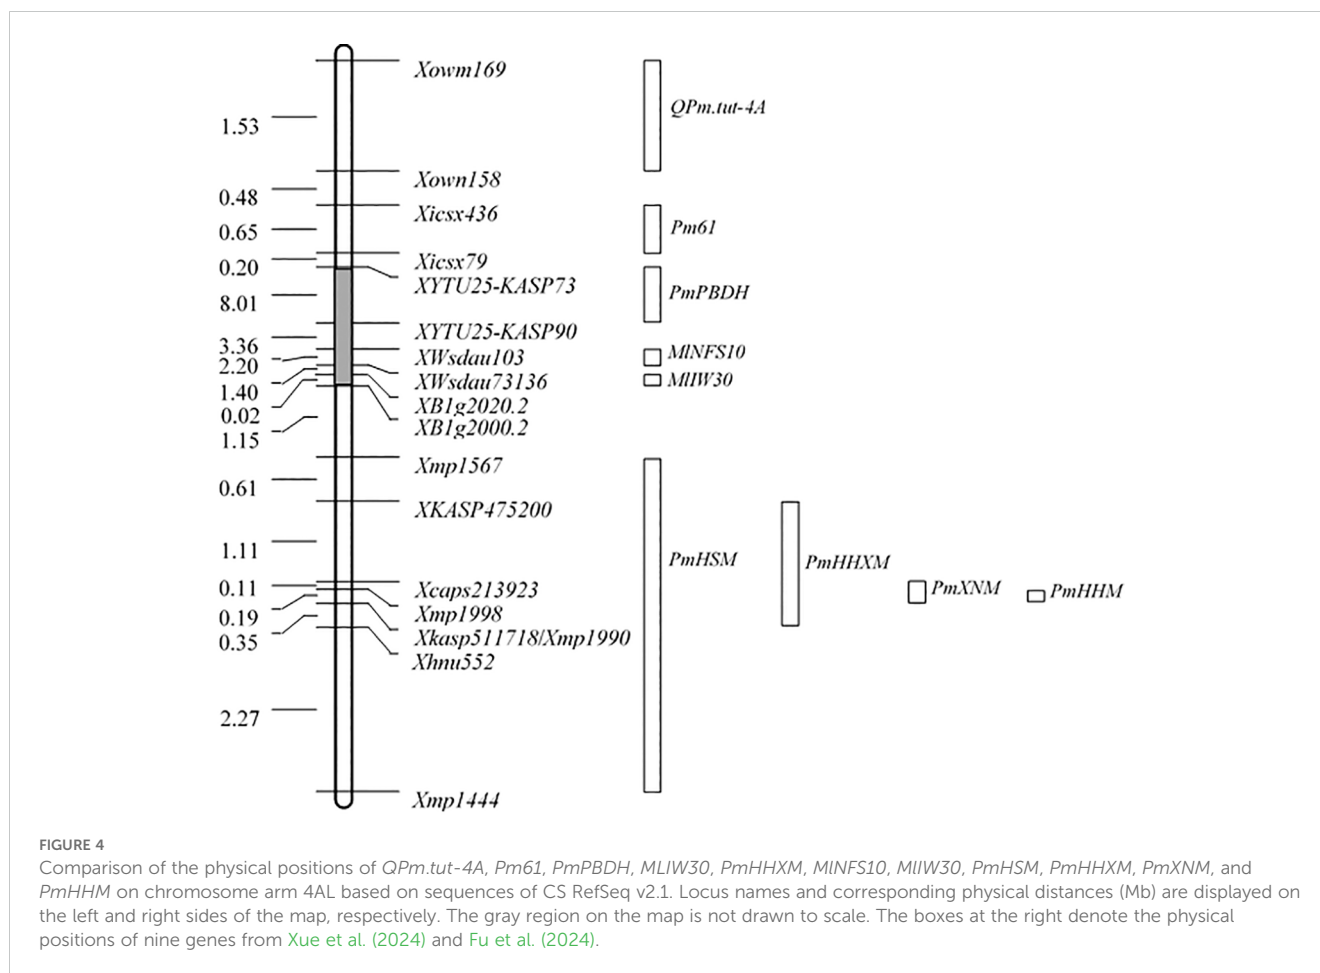 Xowm169
QPm.tut-4A
1.53
Xown158
0.48
Xicsx436
0.65
Pm61
Xicsx79
0.20
XYTU25-KASP73
PmPBDH
8.01
XYTU25-KASP90
3.36
XWsdau103
MlNFS10
2.20
XWsdau73136
MlIW30
1.40
XB1g2020.2
0.02
XB1g2000.2
1.15
Xmp1567
0.61
XKASP475200
1.11
PmHSM
PmHHXM
0.11
Xcaps213923
PmXNM
PmHHM
0.19
Xmp1998
0.35
Xkasp511718/Xmp1990
Xhnu552
2.27
Xmp1444
FIGURE 4
Comparison of the physical positions of QPm.tut-4A, Pm61, PmPBDH, MLIW30, PmHHXM, MlNFS10, MlIW30, PmHSM, PmHHXM, PmXNM, and
PmHHM on chromosome arm 4AL based on sequences of CS RefSeq v2.1. Locus names and corresponding physical distances (Mb) are displayed on
the left and right sides of the map, respectively. The gray region on the map is not drawn to scale. The boxes at the right denote the physical
positions of nine genes from Xue et al. (2024) and Fu et al. (2024).